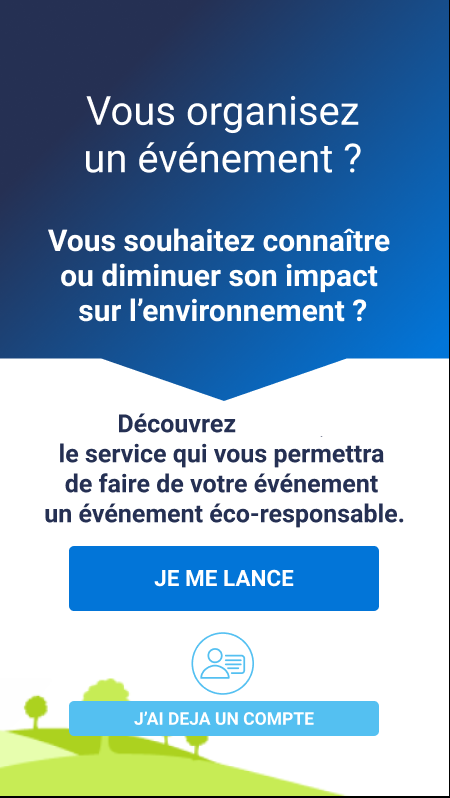 Vous organisez
un événement ?
Vous souhaitez connaître
ou diminuer son impact
sur l’environnement ?
Découvrez
le service qui vous permettra
de faire de votre événement
un événement éco-responsable.
JE ME LANCE
J’AI DEJA UN COMPTE